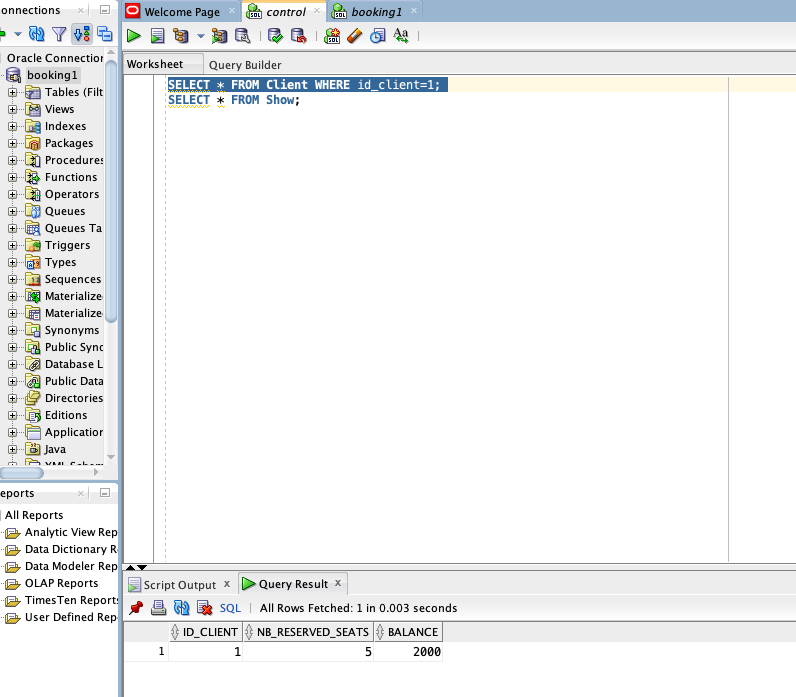 onnections
Oracle Connection
booking1
Tables (Filt
Views
Indexes
Packages
Procedures
Functions
Operators
Queues
Queues Ta
Triggers
Types
Sequences
Materialize
Materialize
Synonyms
Public Syno
Database L
Public Data
Directories
Editions
Application
Java
XML Schem
eports
All Reports
Analytic View Rep
Data Dictionary R
Data Modeler Rep
OLAP Reports
TimesTen Reports
User Defined Rep
Welcome Page control booking1
Worksheet Query Builder
SELECT * FROM Client WHERE id_client=1;
SELECT * FROM Show;
Script Output x Query Result x
SQL | All Rows Fetched: 1 in 0.003 seconds
ID_CLIENT NB_RESERVED_SEATS BALANCE
1 1 5 2000